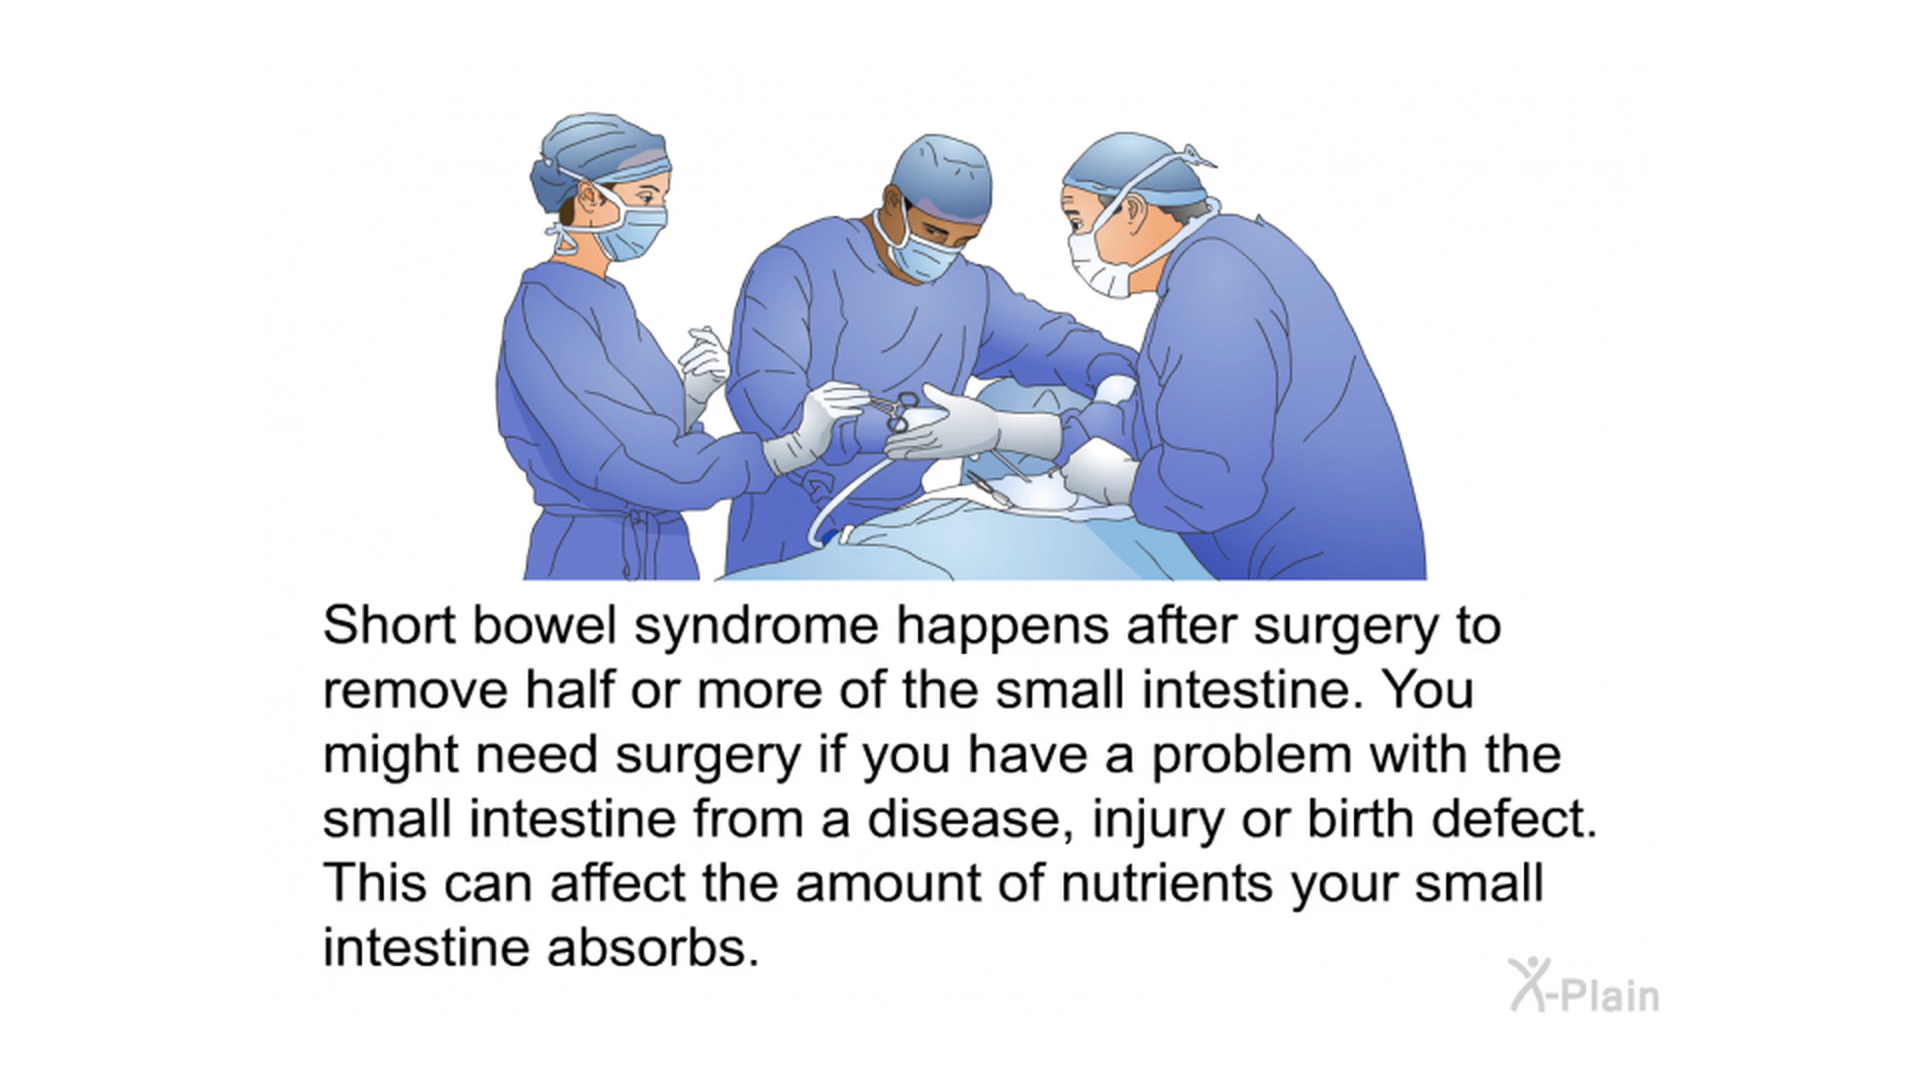 Short bowel syndrome happens after surgery to
remove half or more of the small intestine. You
might need surgery if you have a problem with the
small intestine from a disease, injury or birth defect.
This can affect the amount of nutrients your small
intestine absorbs.
X-Plain